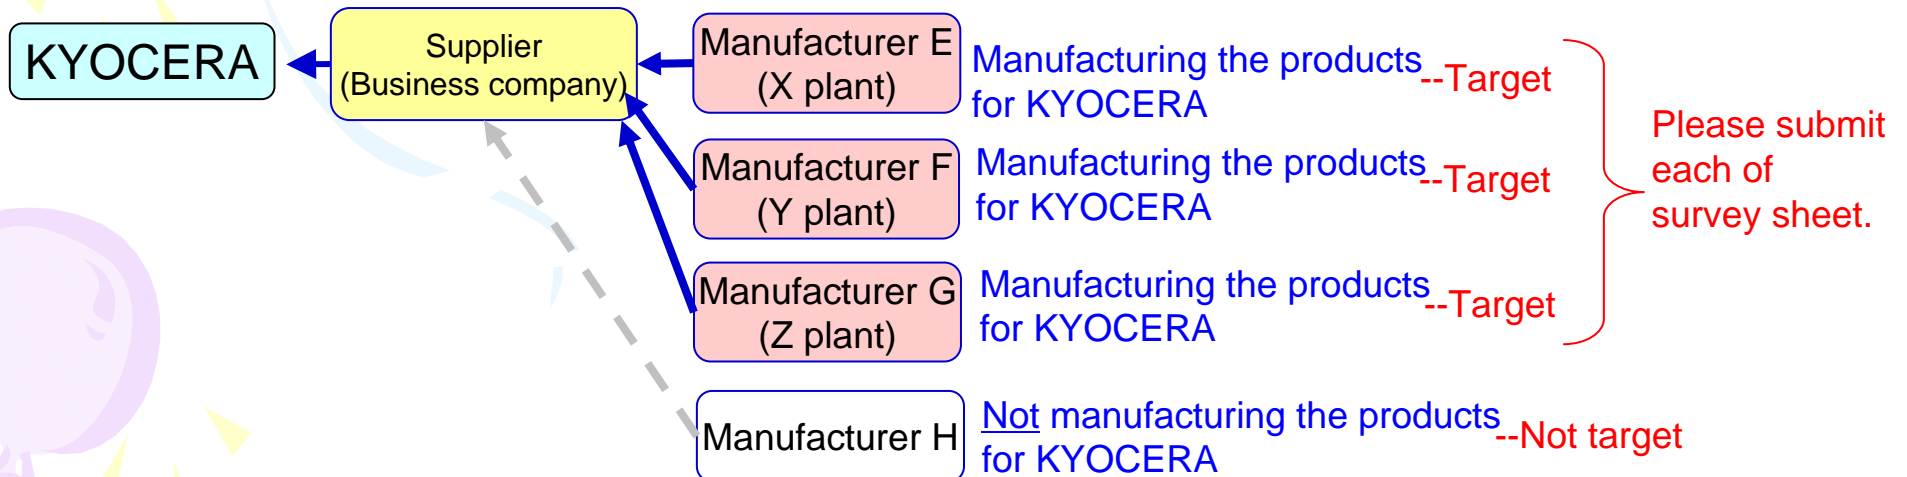 KYOCERA
Supplier
(Business company)
Manufacturer E
(X plant)
Manufacturing the products
for KYOCERA
--Target
Manufacturer F
(Y plant)
Manufacturing the products
for KYOCERA
--Target
Manufacturer G
(Z plant)
Manufacturing the products
for KYOCERA
--Target
Please submit
each of
survey sheet.
Manufacturer H
Not manufacturing the products
for KYOCERA
--Not target